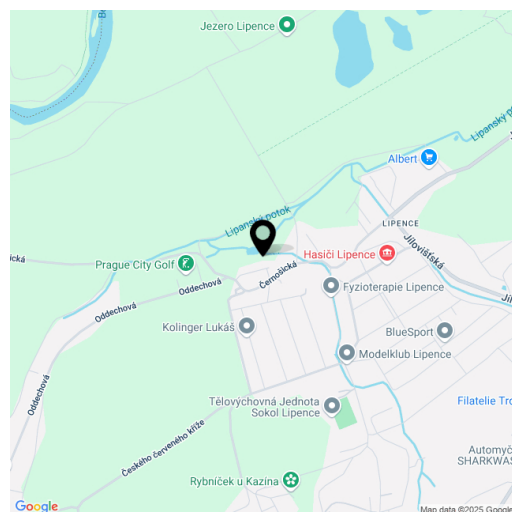 Jezero Lipence
Lipanský po
Albert
LIPENCE
Lipanský potok
Jílovišťská
Hasiči Lipence
ická
Prague City Golf
Černošická
Oddechová
Fyzioterapie Lipence
Oddechová
Kolinger Lukáš
BlueSport
Modelklub Lipence
Oddechová
Tělovýchovná Jednota
Sokol Lipence
Filatelie Tro
Českého červeného kříže
Automyč
SHARKWAS
Rybníček u Kazína
Google
Map data ©2025 Google